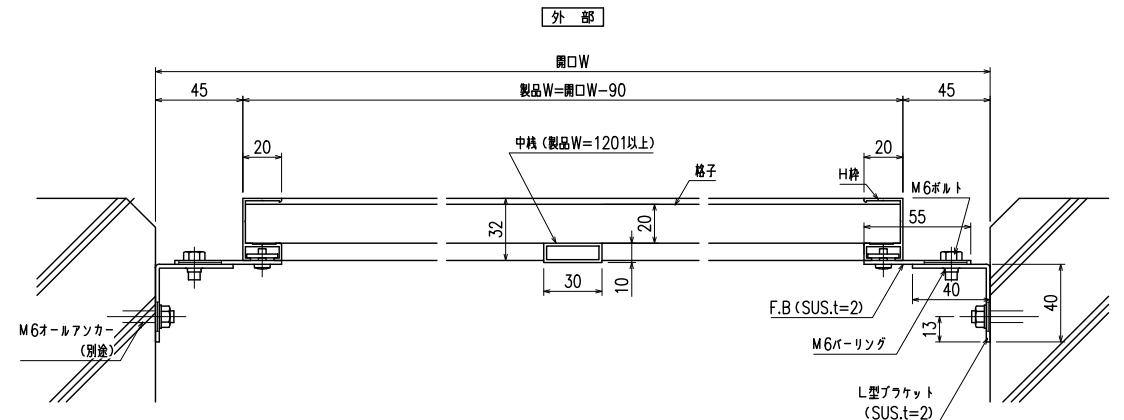 外 部
開口W
45
製品W=開口W-90
45
20
中桟（製品W=1201以上）
格子
20
H枠
M6ボルト
55
32
20
30
10
F.B(SUS.t=2)
40
40
13
M6オールアンカー
(別途)
M6バーリング
L型ブラケット
(SUS.t=2)